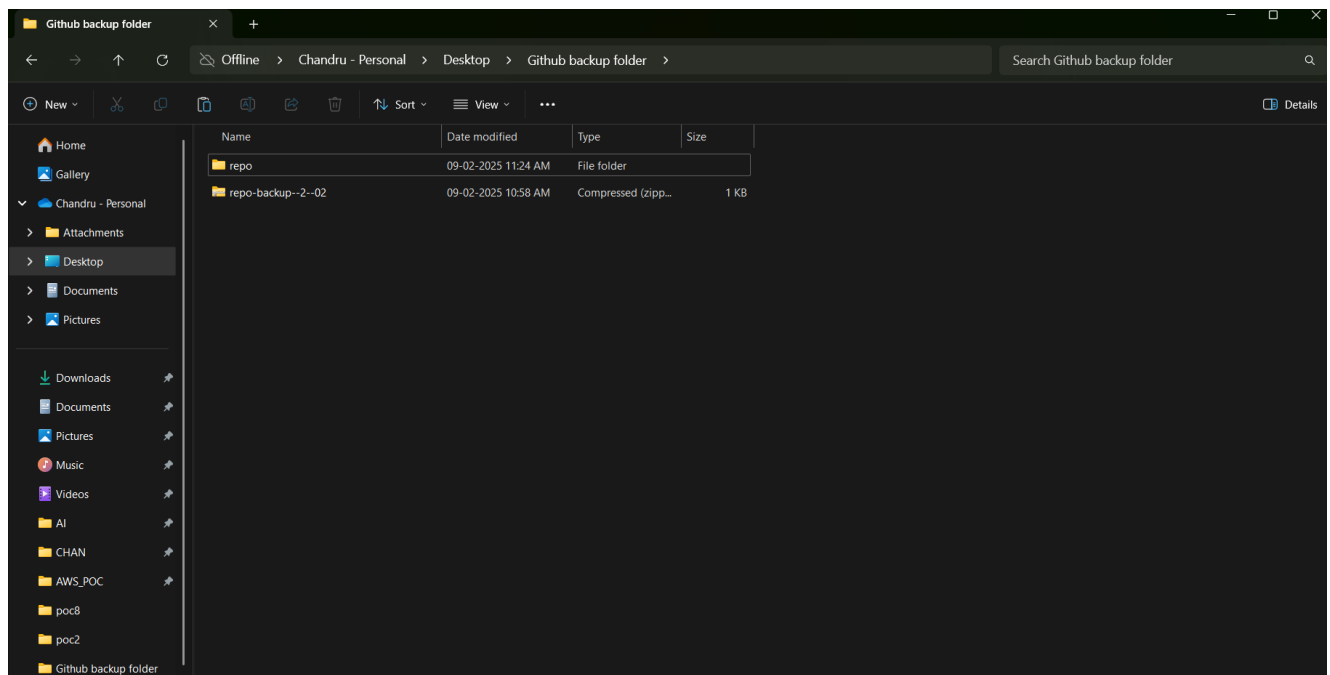 Github backup folder
Offline > Chandru - Personal > Desktop > Github backup folder >
Search Github backup folder
New
Sort
View
Details
Home
Gallery
Chandru - Personal
Attachments
Desktop
Documents
Pictures
Downloads
Documents
Pictures
Music
Videos
AI
CHAN
AWS_POC
poc8
poc2
Github backup folder
Name Date modified Type Size
repo 09-02-2025 11:24 AM File folder
repo-backup--2--02 09-02-2025 10:58 AM Compressed (zipp... 1 KB